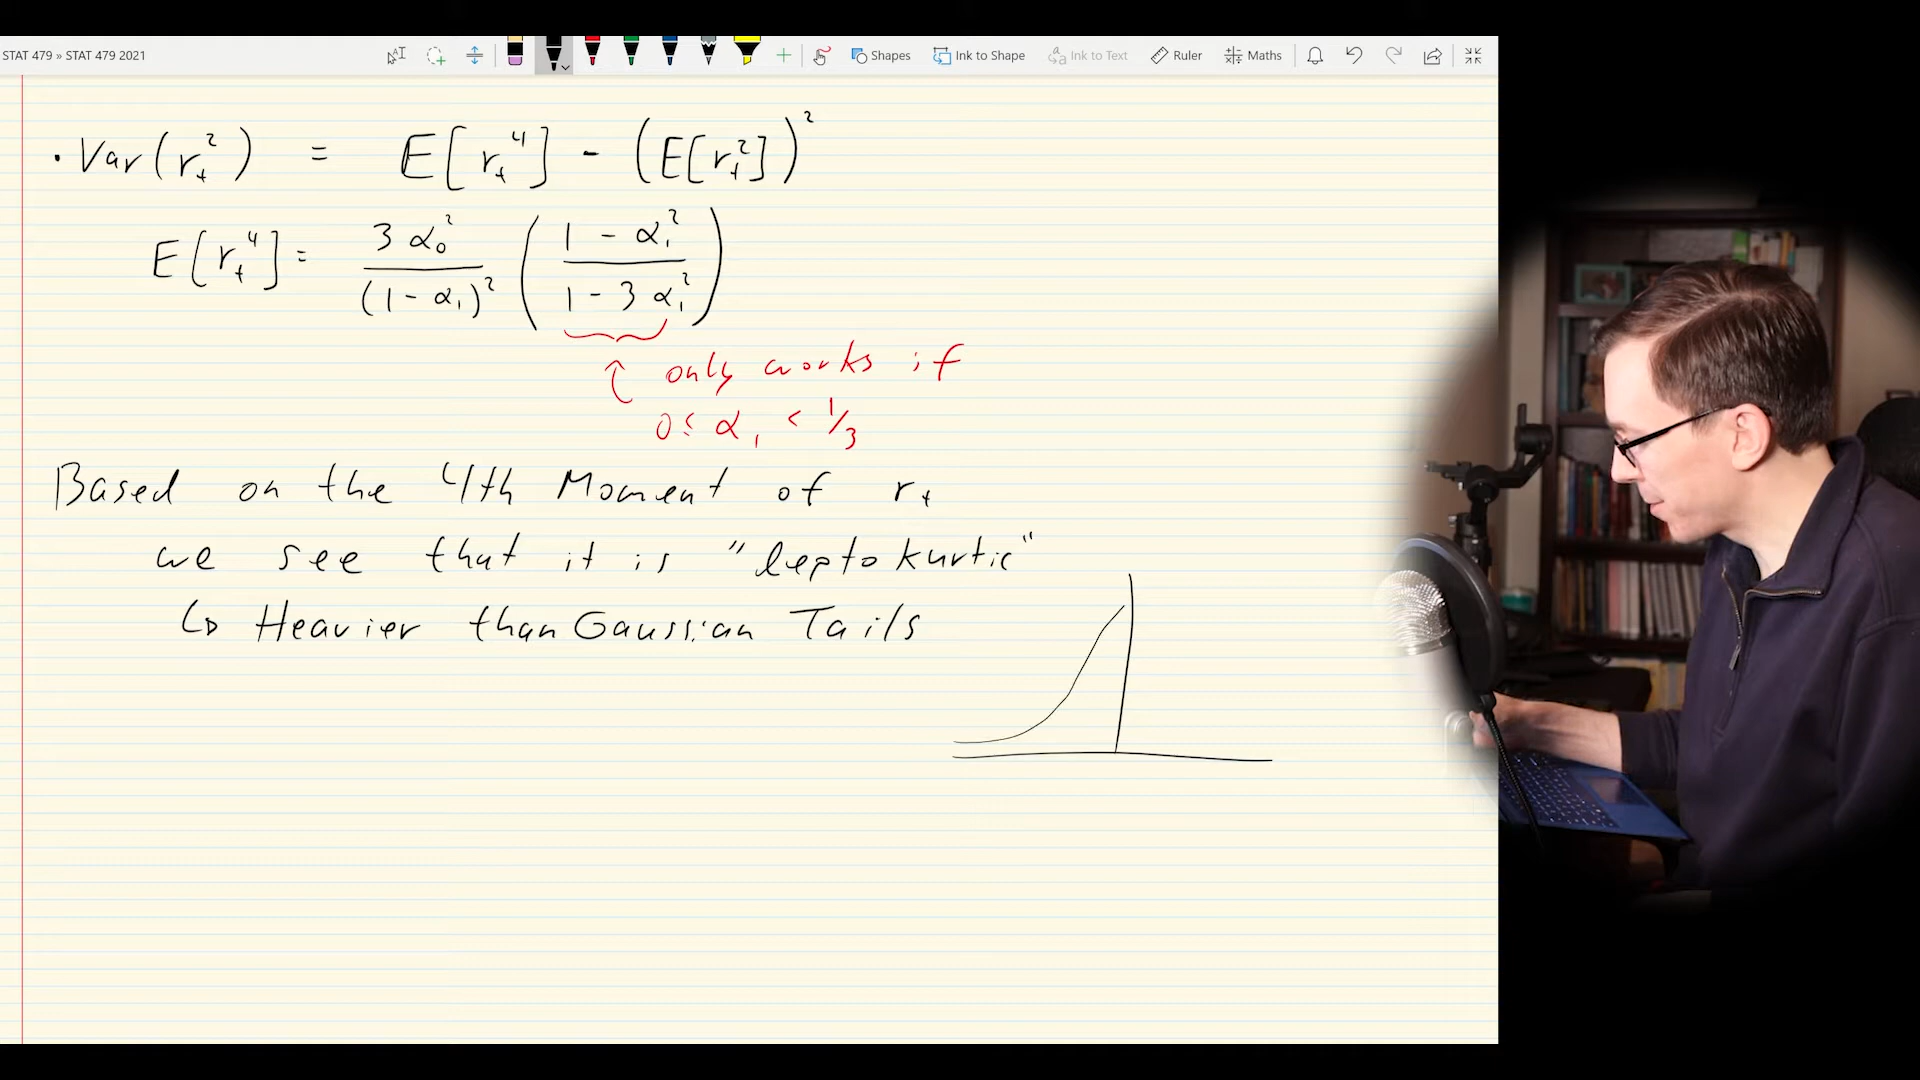 STAT 479 » STAT 479 2021
Shapes Ink to Shape Ink to Text Ruler Maths
· Var(r_t^2) = E[r_t^4] - (E[r_t^2])^2
E[r_t^4] = 3α_0^2/(1-α_1)^2 (1 - α_1^2/1 - 3α_1^2)
only works if
0 ≤ α_1 < 1/3
Based on the 4th Moment of r_t
we see that it is "leptokurtic"
↳ Heavier than Gaussian Tails